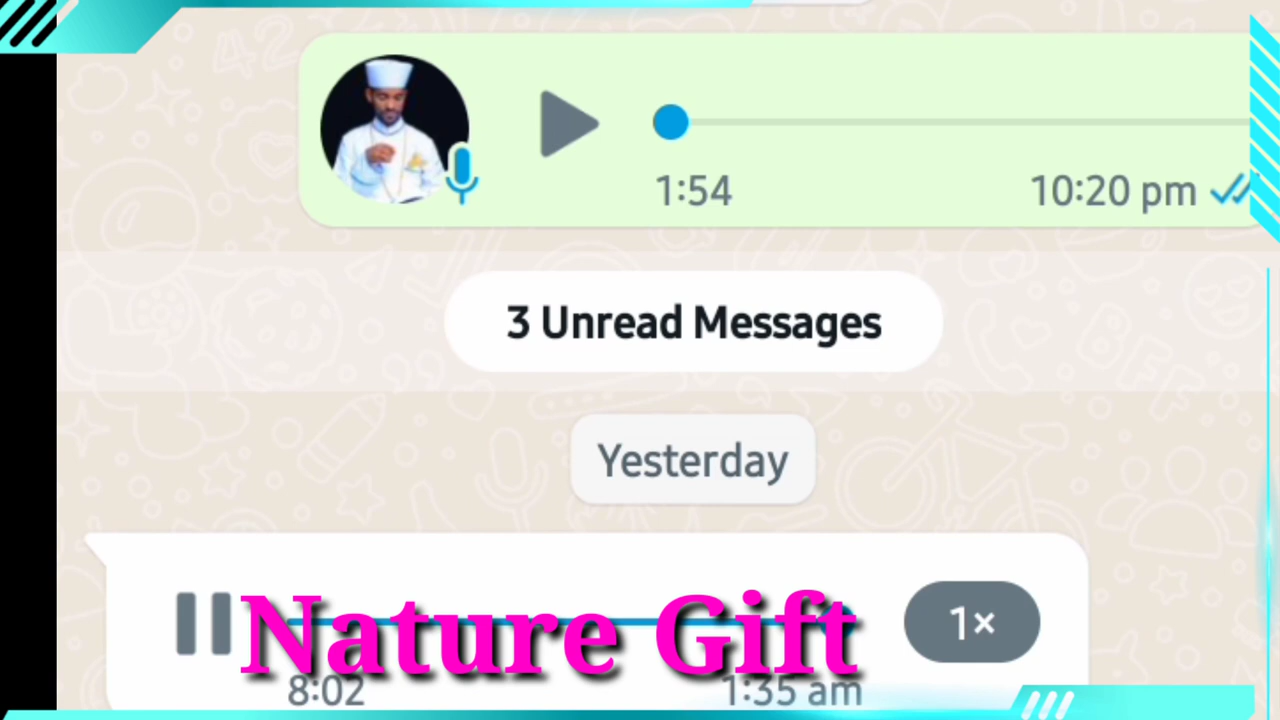 1:54 10:20 pm
3 Unread Messages
Yesterday
1×
Nature Gift
8:02 1:35 am